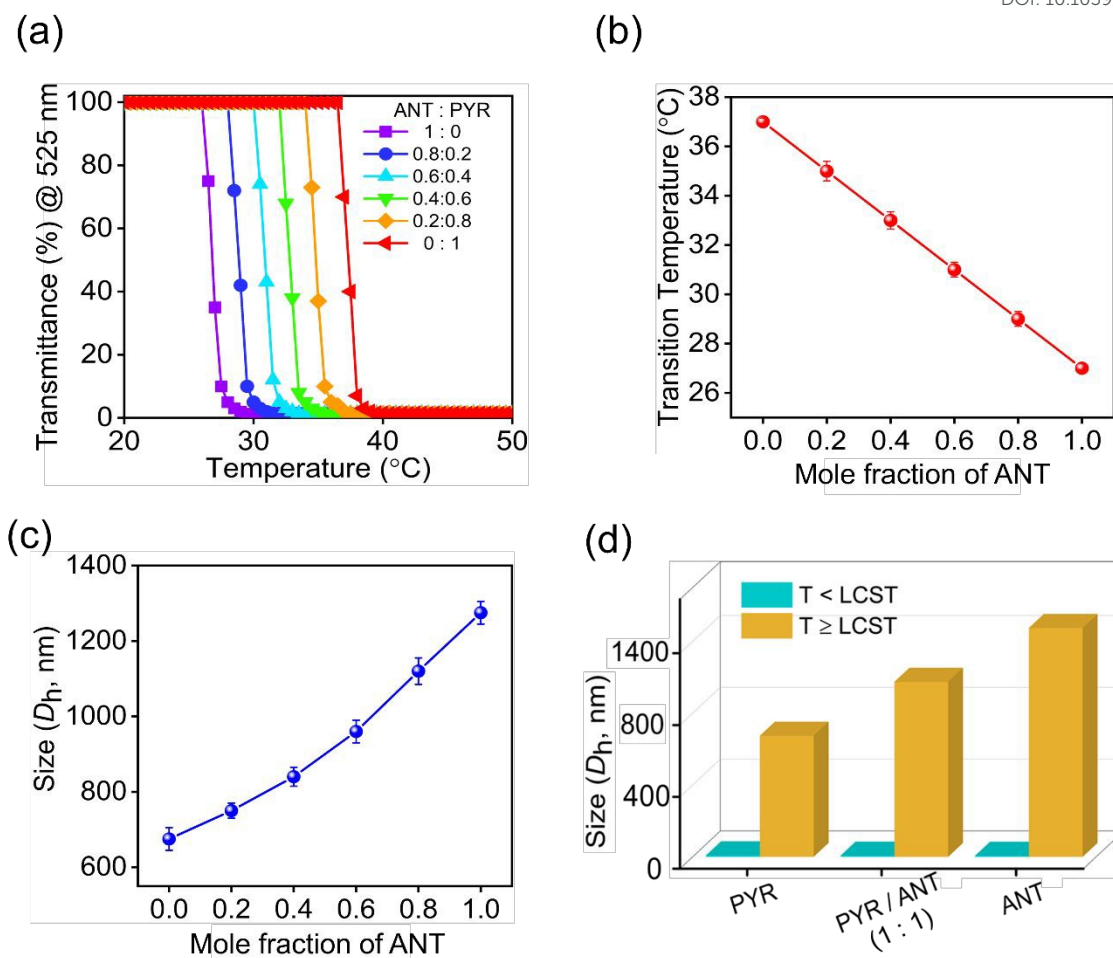 DOI: 10.1039
(a)
100
80
60
40
20
0
Transmittance (%) @ 525 nm
ANT : PYR
1 : 0
0.8:0.2
0.6:0.4
0.4:0.6
0.2:0.8
0 : 1
20
30
40
50
Temperature (°C)
(b)
38
36
34
32
30
28
26
Transition Temperature (°C)
0.0
0.2
0.4
0.6
0.8
1.0
Mole fraction of ANT
(c)
1400
1200
1000
800
600
Size (Dh, nm)
0.0
0.2
0.4
0.6
0.8
1.0
Mole fraction of ANT
(d)
T < LCST
T ≥ LCST
1400
800
400
0
Size (Dh, nm)
PYR
PYR / ANT
(1 : 1)
ANT